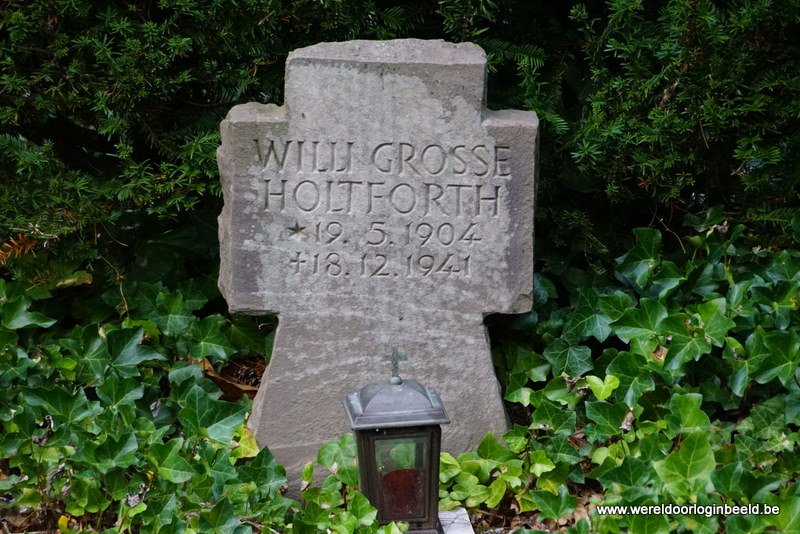 WILLI GROSSE
HOLTFORTH
★19. 5. 1904
†18. 12. 1941
www.wereldoorloginbeeld.be